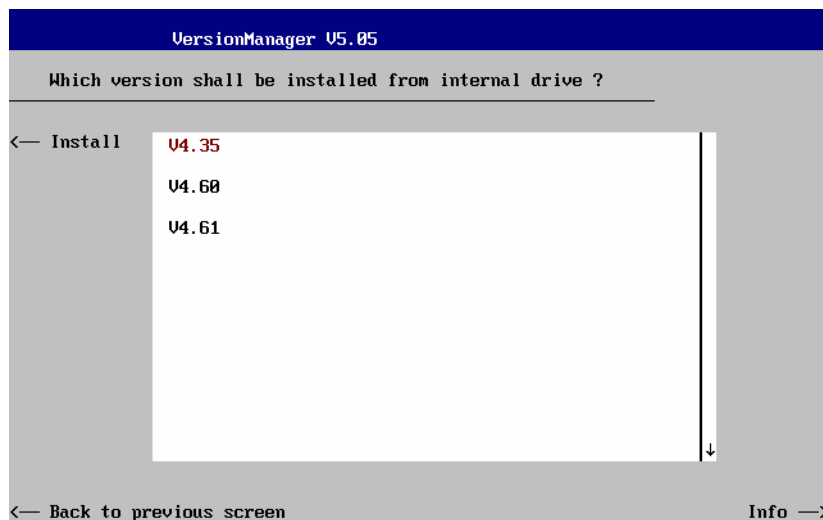 VersionManager V5.05
Which version shall be installed from internal drive ?
<— Install
V4.35
V4.60
V4.61
↓
<— Back to previous screen
Info —>